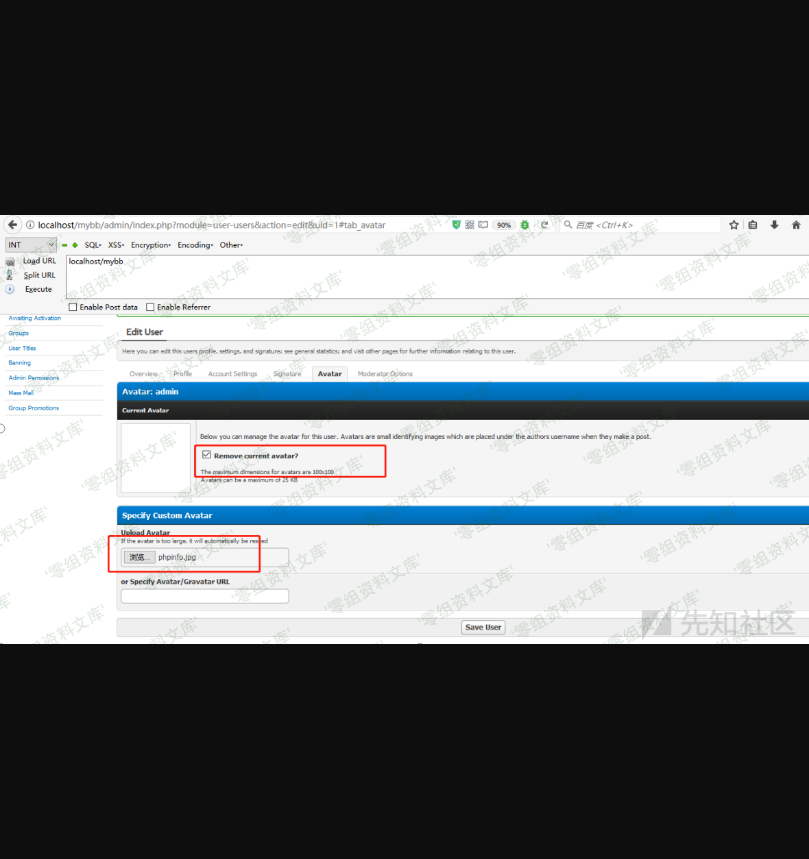 localhost/mybb/admin/index.php?module=user-users&action=edit&uid=1#tab_avatar
90%
百度 <Ctrl+K>
INT
SQL· XSS· Encryption· Encoding· Other·
Load URL
localhost/mybb
Split URL
Execute
Enable Post data
Enable Referrer
Awaiting Activation
Groups
User Titles
Banning
Admin Permissions
Mass Mail
Group Promotions
Edit User
Here you can edit this users profile, settings, and signature; see general statistics; and visit other pages for further information relating to this user.
Overview Profile Account Settings Signature Avatar Moderator Options
Avatar: admin
Current Avatar
Below you can manage the avatar for this user. Avatars are small identifying images which are placed under the authors username when they make a post.
Remove current avatar?
The maximum dimensions for avatars are 100x100
Avatars can be a maximum of 25 KB
Specify Custom Avatar
Upload Avatar
If the avatar is too large, it will automatically be resized
浏览... phpinfo.jpg
or Specify Avatar/Gravatar URL
Save User
先知社区
零组资料文库